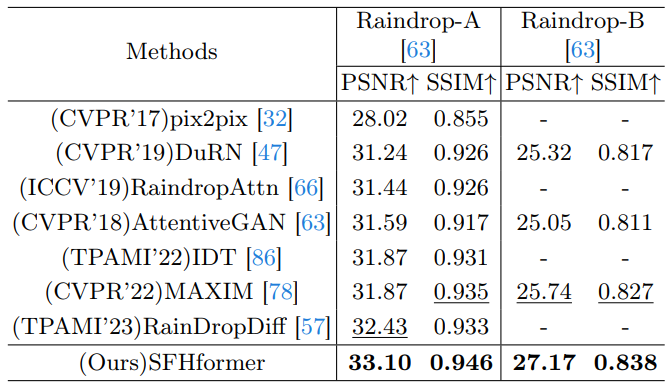 Methods Raindrop-A [63] Raindrop-B [63]
PSNR↑ SSIM↑ PSNR↑ SSIM↑
(CVPR'17)pix2pix [32] 28.02 0.855 - -
(CVPR'19)DuRN [47] 31.24 0.926 25.32 0.817
(ICCV'19)RaindropAttn [66] 31.44 0.926 - -
(CVPR'18)AttentiveGAN [63] 31.59 0.917 25.05 0.811
(TPAMI'22)IDT [86] 31.87 0.931 - -
(CVPR'22)MAXIM [78] 31.87 0.935 25.74 0.827
(TPAMI'23)RainDropDiff [57] 32.43 0.933 - -
(Ours)SFHformer 33.10 0.946 27.17 0.838